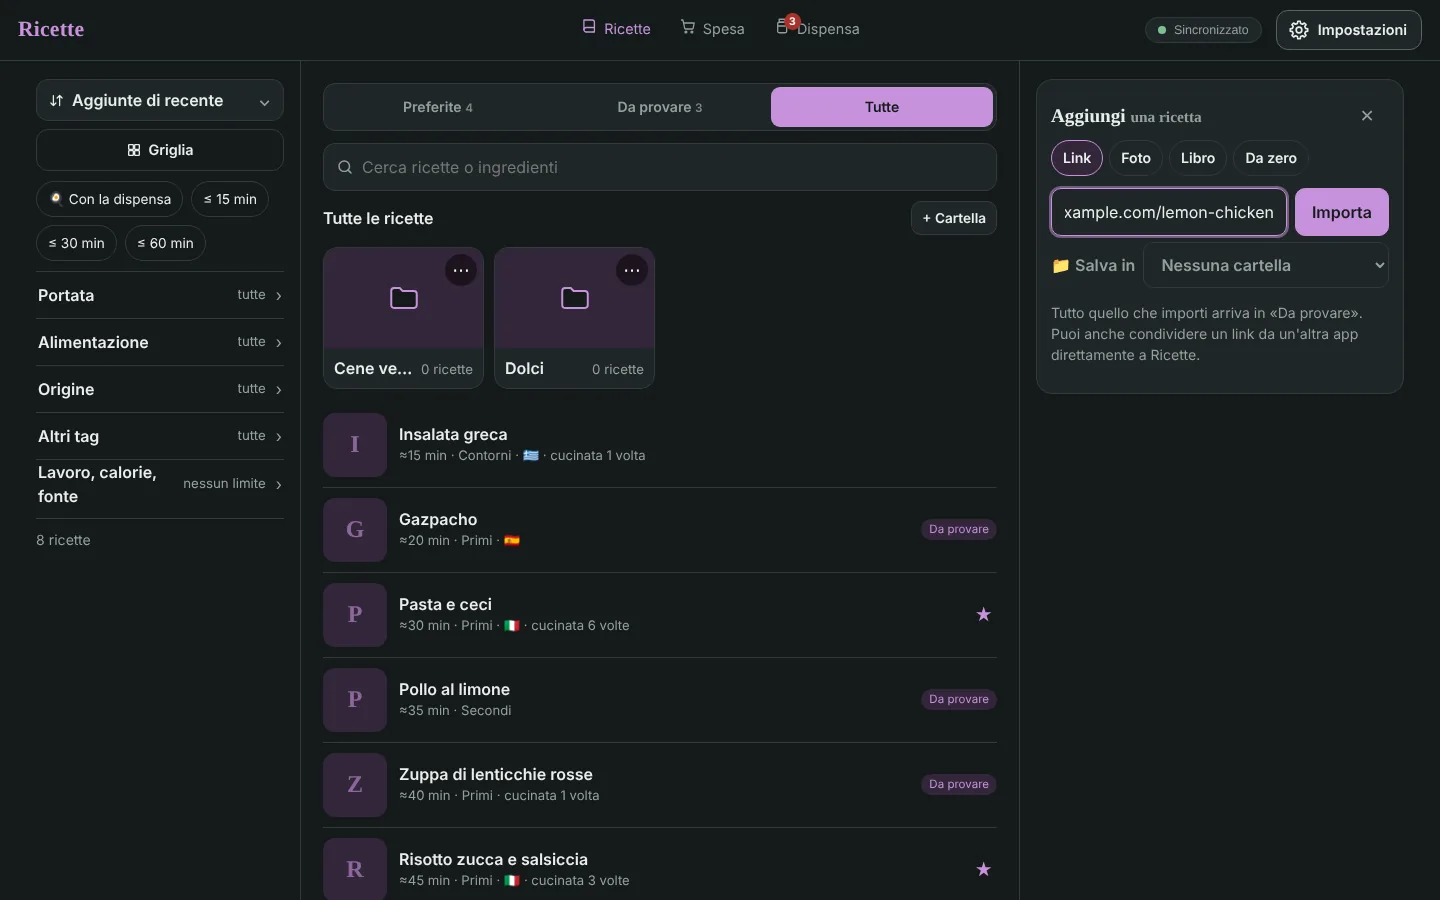 Ricette
Ricette
Spesa
3
Dispensa
Sincronizzato
Impostazioni
Aggiunte di recente
Griglia
Con la dispensa
≤ 15 min
≤ 30 min
≤ 60 min
Portata tutte ›
Alimentazione tutte ›
Origine tutte ›
Altri tag tutte ›
Lavoro, calorie,
fonte
nessun limite ›
8 ricette
Preferite 4
Da provare 3
Tutte
Cerca ricette o ingredienti
Tutte le ricette
+ Cartella
Cene ve... 0 ricette
Dolci 0 ricette
I
Insalata greca
≈15 min · Contorni · 🇬🇷 · cucinata 1 volta
G
Gazpacho
≈20 min · Primi · 🇪🇸
Da provare
P
Pasta e ceci
≈30 min · Primi · 🇮🇹 · cucinata 6 volte
★
P
Pollo al limone
≈35 min · Secondi
Da provare
Z
Zuppa di lenticchie rosse
≈40 min · Primi · cucinata 1 volta
Da provare
R
Risotto zucca e salsiccia
≈45 min · Primi · 🇮🇹 · cucinata 3 volte
★
Aggiungi una ricetta
×
Link
Foto
Libro
Da zero
xample.com/lemon-chicken
Importa
📁 Salva in
Nessuna cartella
Tutto quello che importi arriva in «Da provare».
Puoi anche condividere un link da un'altra app
direttamente a Ricette.